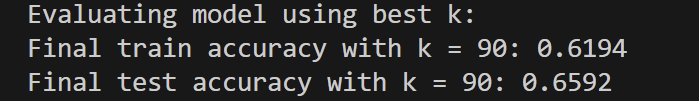 Evaluating model using best k:
Final train accuracy with k = 90: 0.6194
Final test accuracy with k = 90: 0.6592